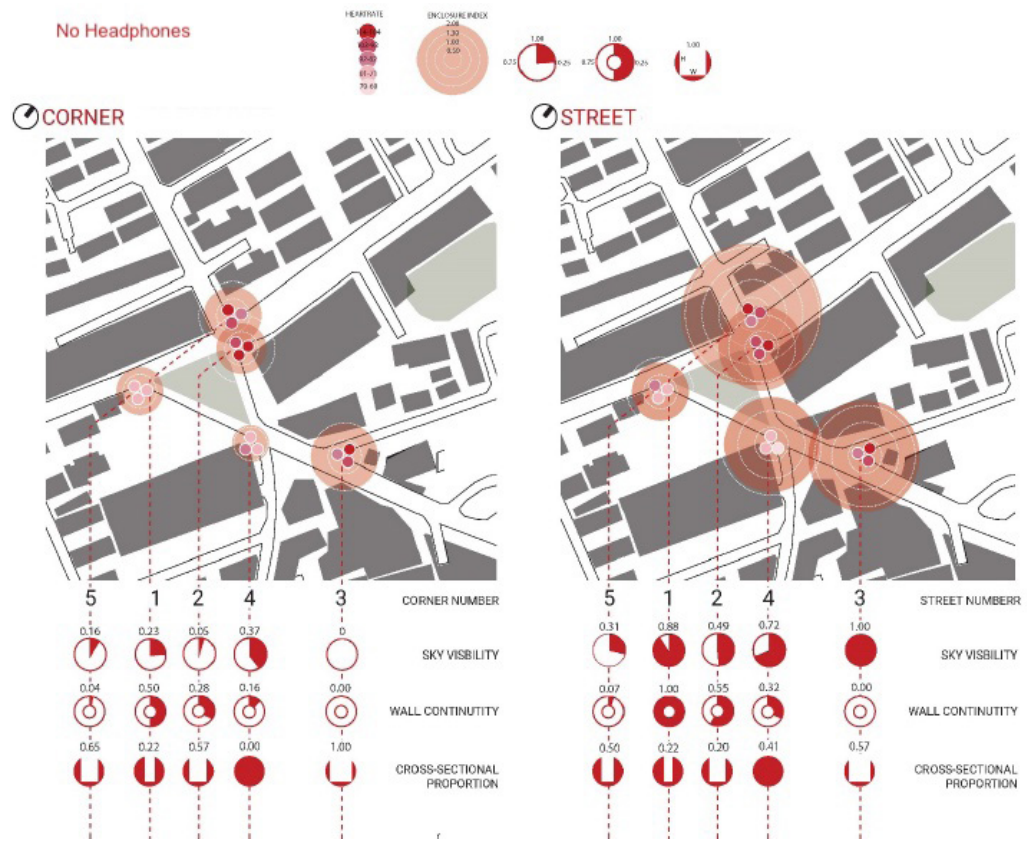 No Headphones
HEARTRATE
ENCLOSURE INDEX
2.00
1.30
1.00
0.50
70-60
1.00
0.75
0.25
1.00
0.75
0.25
1.00
H
W
CORNER
STREET
5 1 2 4 3 CORNER NUMBER
0.16 0.23 0.05 0.37 0
SKY VISBILITY
0.04 0.50 0.28 0.16 0.00
WALL CONTINUTITY
0.65 0.22 0.57 0.00 1.00
CROSS-SECTIONAL
PROPORTION
5 1 2 4 3 STREET NUMBERR
0.31 0.88 0.49 0.72 1.00
SKY VISBILITY
0.07 1.00 0.55 0.32 0.00
WALL CONTINUTITY
0.50 0.22 0.20 0.41 0.57
CROSS-SECTIONAL
PROPORTION
r